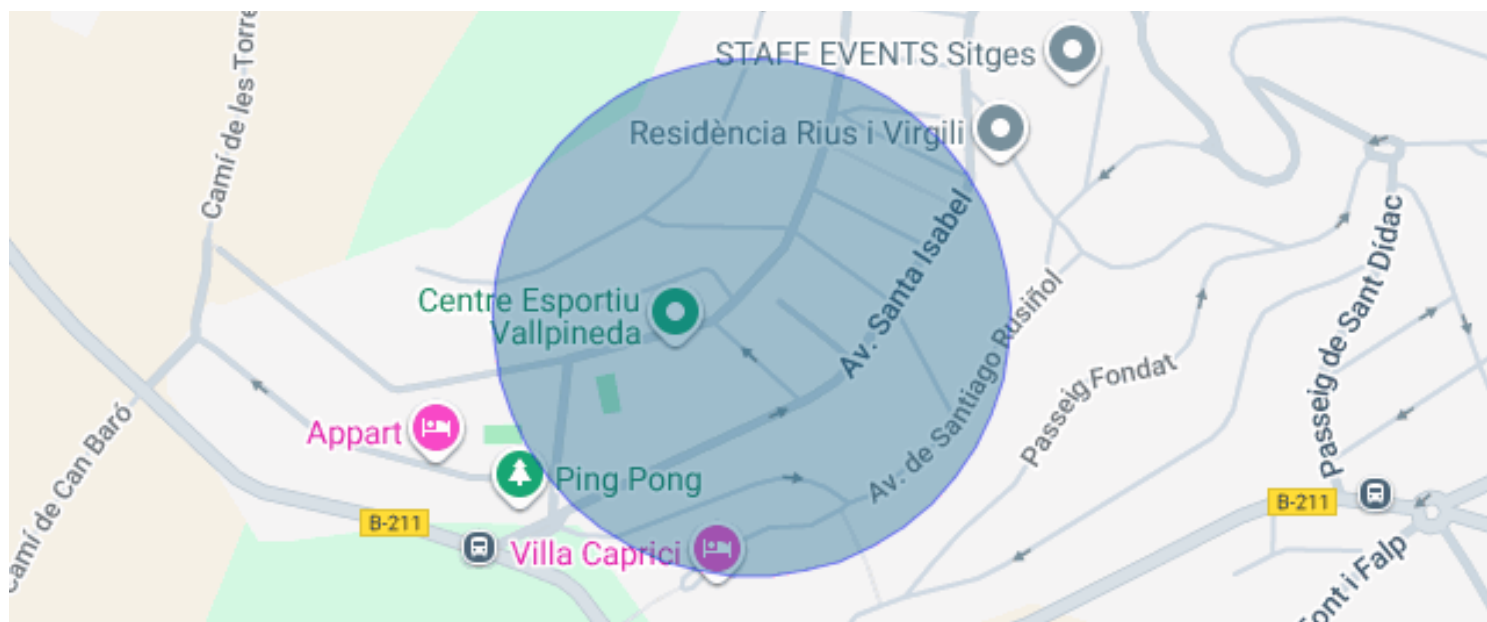 Camí de les Torre
STAFF EVENTS Sitges
Residència Rius i Virgili
Av. Santa Isabel
Passeig de Sant Dídac
Centre Esportiu
Vallpineda
Av. de Santiago Rusiñol
Passeig Fondat
Appart
Camí de Can Baró
Ping Pong
B-211
B-211
Villa Caprici
Font i Falp